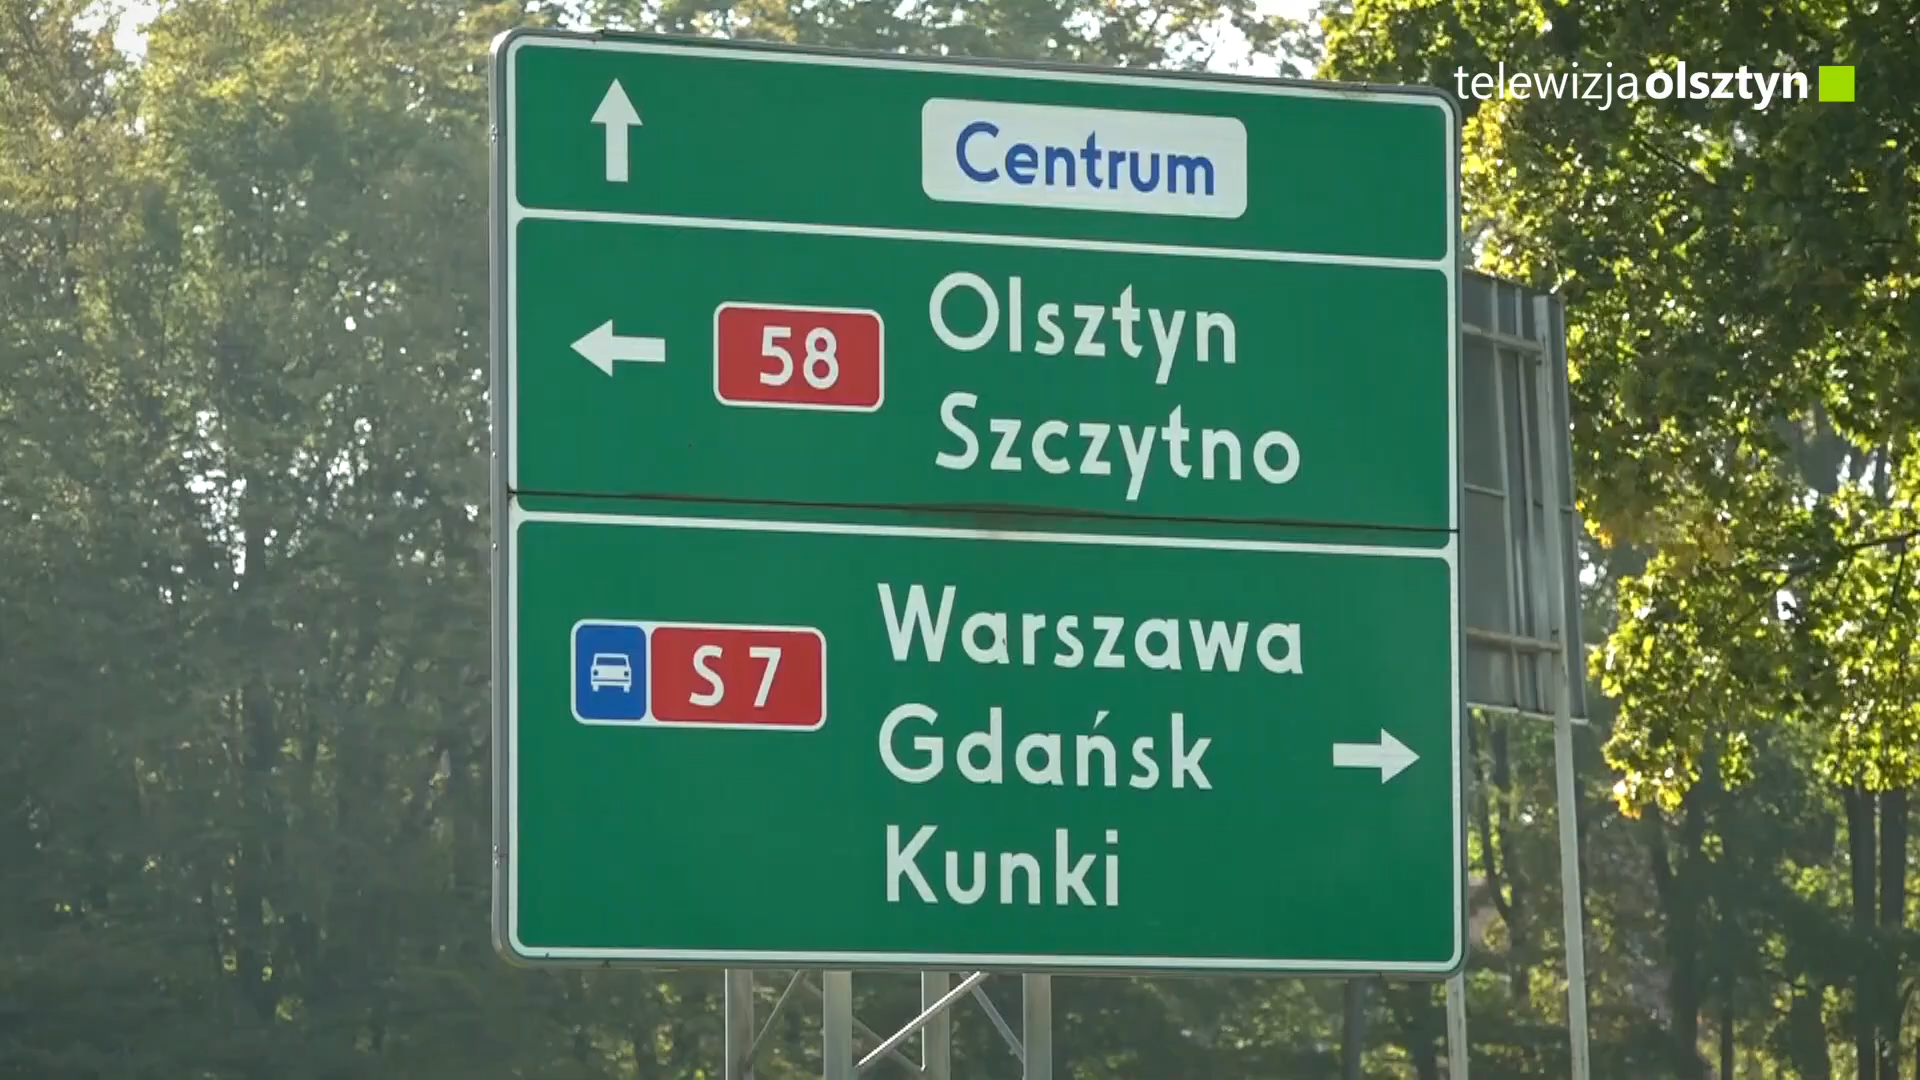 telewizjaolsztyn
Centrum
58 Olsztyn
Szczytno
S7 Warszawa
Gdańsk
Kunki